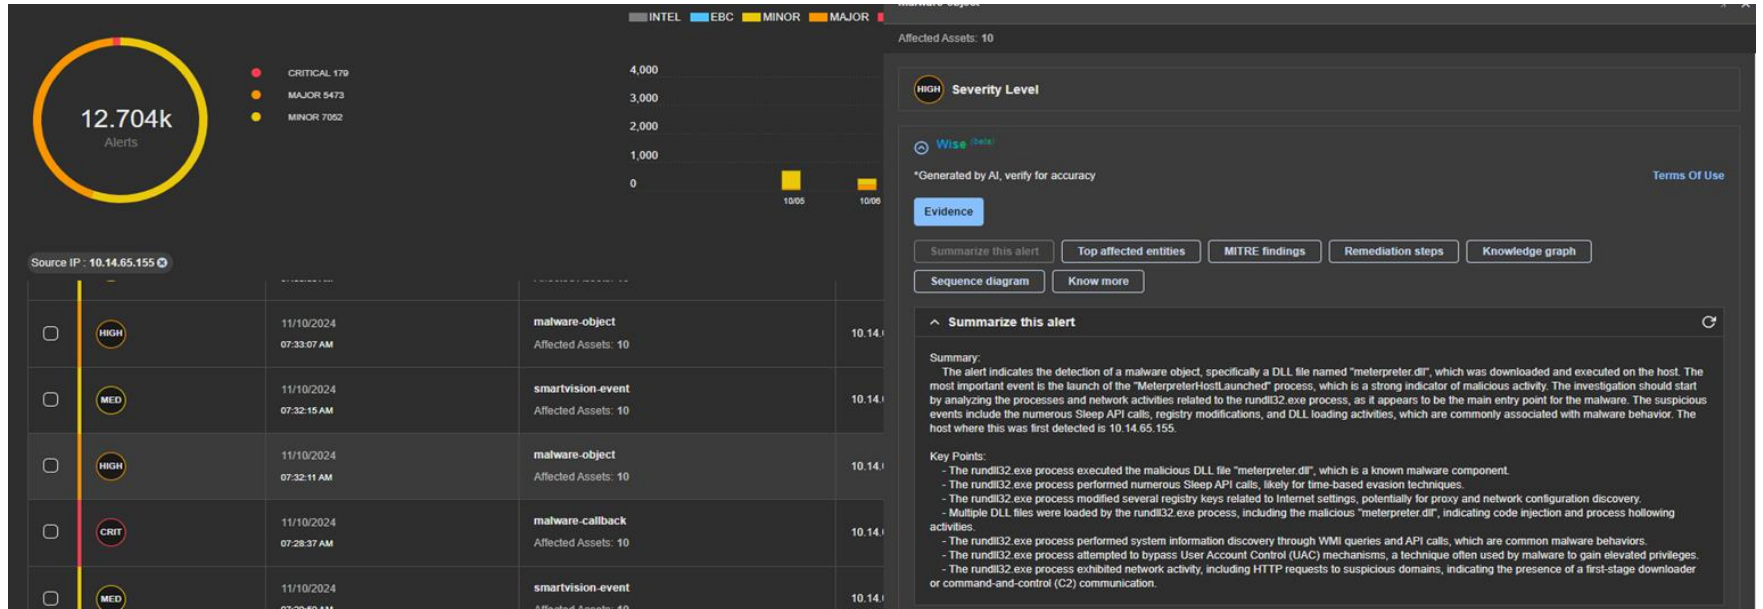 INTEL EBC MINOR MAJOR
12.704k
Alerts
CRITICAL 179
MAJOR 5473
MINOR 7052
4,000
3,000
2,000
1,000
0
10/05 10/06
Source IP : 10.14.65.155
HIGH 11/10/2024 malware-object 10.14.
07:33:07 AM Affected Assets: 10
MED 11/10/2024 smartvision-event 10.14.
07:32:15 AM Affected Assets: 10
HIGH 11/10/2024 malware-object 10.14.
07:32:11 AM Affected Assets: 10
CRIT 11/10/2024 malware-callback 10.14.
07:28:37 AM Affected Assets: 10
MED 11/10/2024 smartvision-event 10.14.
malware-object
Affected Assets: 10
HIGH Severity Level
Wise (beta)
*Generated by AI, verify for accuracy Terms Of Use
Evidence
Summarize this alert Top affected entities MITRE findings Remediation steps Knowledge graph
Sequence diagram Know more
Summarize this alert
Summary:
The alert indicates the detection of a malware object, specifically a DLL file named "meterpreter.dll", which was downloaded and executed on the host. The
most important event is the launch of the "MeterpreterHostLaunched" process, which is a strong indicator of malicious activity. The investigation should start
by analyzing the processes and network activities related to the rundll32.exe process, as it appears to be the main entry point for the malware. The suspicious
events include the numerous Sleep API calls, registry modifications, and DLL loading activities, which are commonly associated with malware behavior. The
host where this was first detected is 10.14.65.155.
Key Points:
- The rundll32.exe process executed the malicious DLL file "meterpreter.dll", which is a known malware component.
- The rundll32.exe process performed numerous Sleep API calls, likely for time-based evasion techniques.
- The rundll32.exe process modified several registry keys related to Internet settings, potentially for proxy and network configuration discovery.
- Multiple DLL files were loaded by the rundll32.exe process, including the malicious "meterpreter.dll", indicating code injection and process hollowing
activities.
- The rundll32.exe process performed system information discovery through WMI queries and API calls, which are common malware behaviors.
- The rundll32.exe process attempted to bypass User Account Control (UAC) mechanisms, a technique often used by malware to gain elevated privileges.
- The rundll32.exe process exhibited network activity, including HTTP requests to suspicious domains, indicating the presence of a first-stage downloader
or command-and-control (C2) communication.